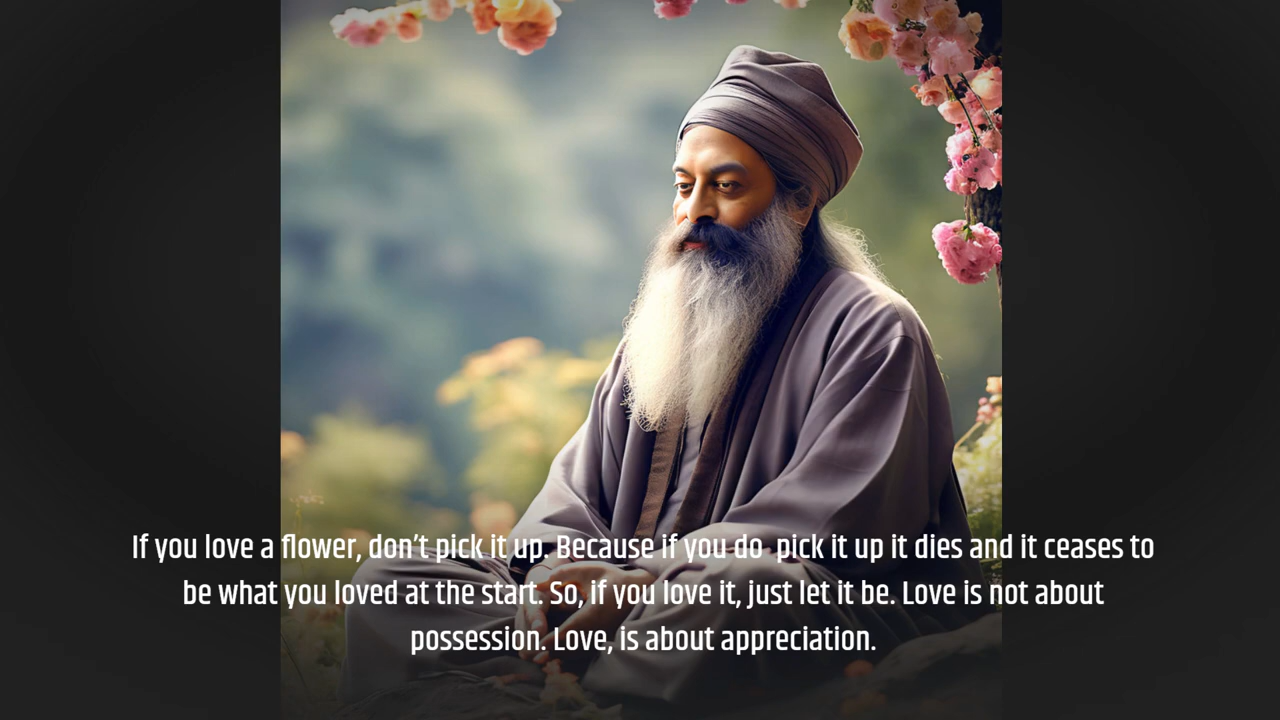 If you love a flower, don’t pick it up. Because if you do  pick it up it dies and it ceases to
be what you loved at the start. So, if you love it, just let it be. Love is not about
possession. Love, is about appreciation.